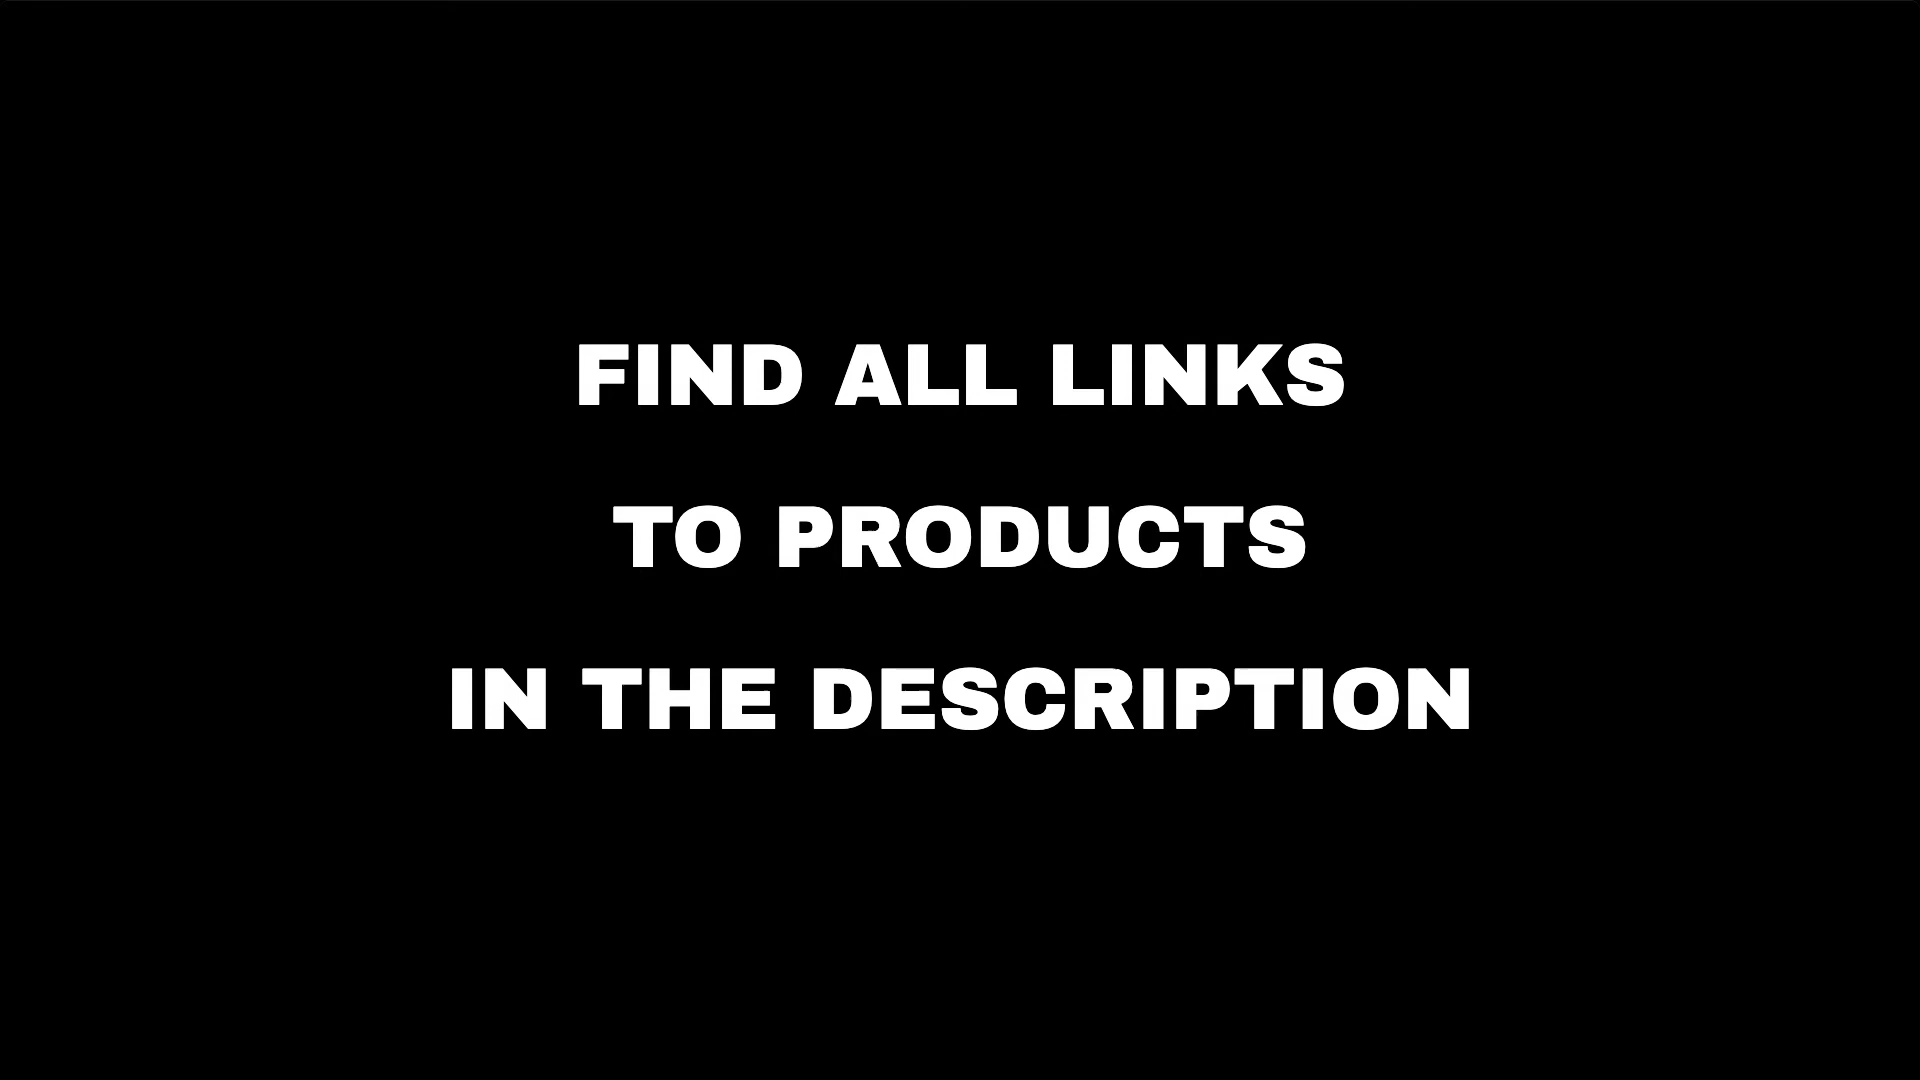 FIND ALL LINKS
TO PRODUCTS
IN THE DESCRIPTION